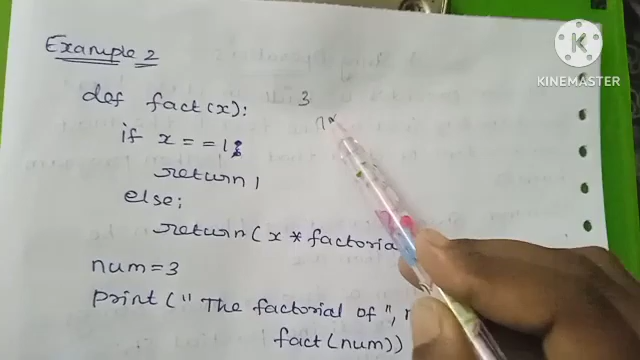 Example 2
def fact(x):
3
if x = = 1:
return 1
else:
return (x * factoria
num = 3
print (" The factorial of ",
fact (num))
KINEMASTER